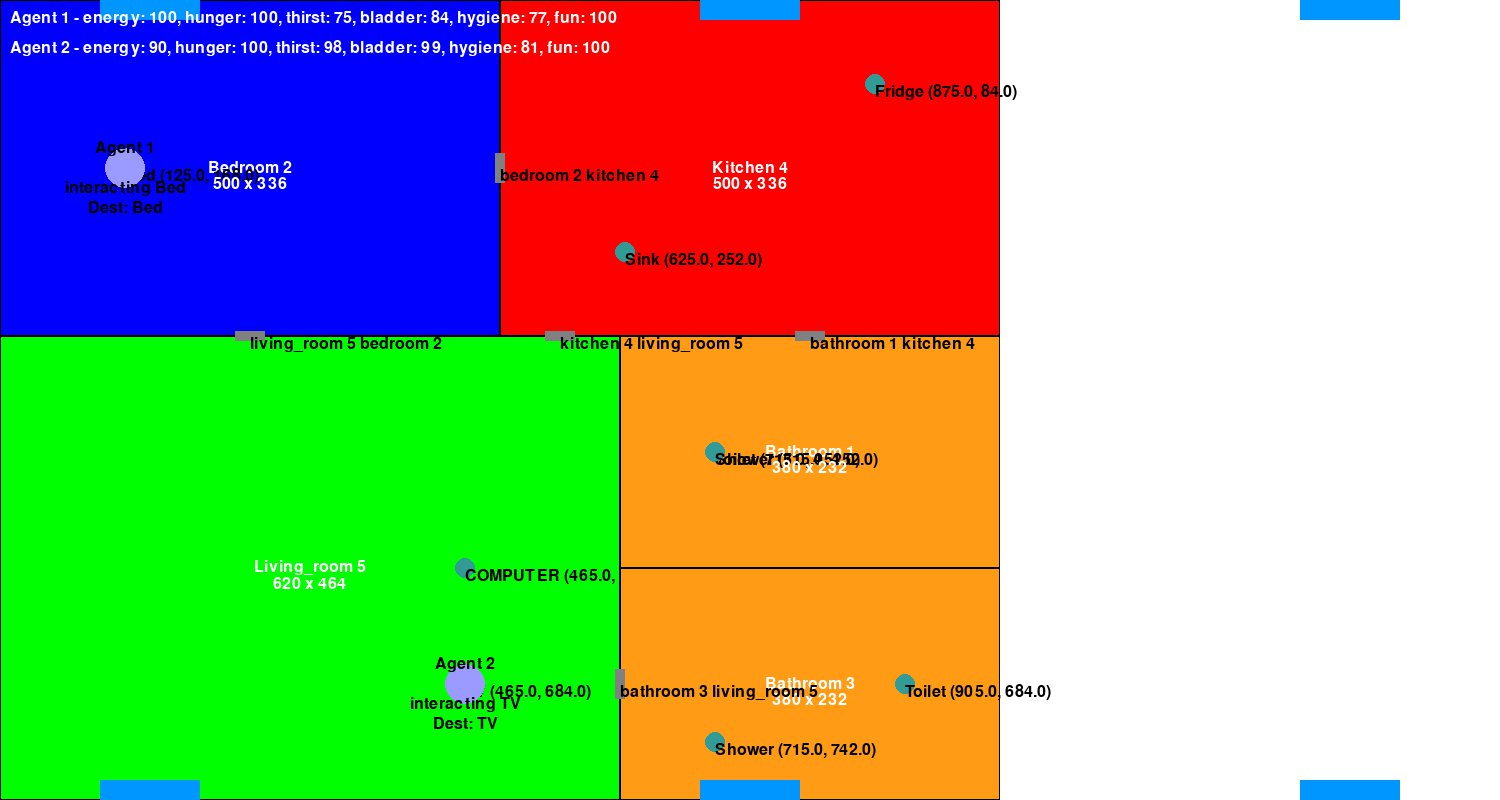 Agent 1 - energy: 100, hunger: 100, thirst: 75, bladder: 84, hygiene: 77, fun: 100
Agent 2 - energy: 90, hunger: 100, thirst: 98, bladder: 99, hygiene: 81, fun: 100
Fridge (875.0, 84.0)
Agent 1
Bedroom 2
500 x 336
interacting Bed
Dest: Bed
bedroom 2 kitchen 4
Kitchen 4
500 x 336
Sink (625.0, 252.0)
living_room 5 bedroom 2
kitchen 4 living_room 5
bathroom 1 kitchen 4
Bathroom 1
380 x 232
Living_room 5
620 x 464
COMPUTER (465.0,
Agent 2
(465.0, 684.0)
interacting TV
Dest: TV
bathroom 3 living_room 5
Bathroom 3
380 x 232
Toilet (905.0, 684.0)
Shower (715.0, 742.0)